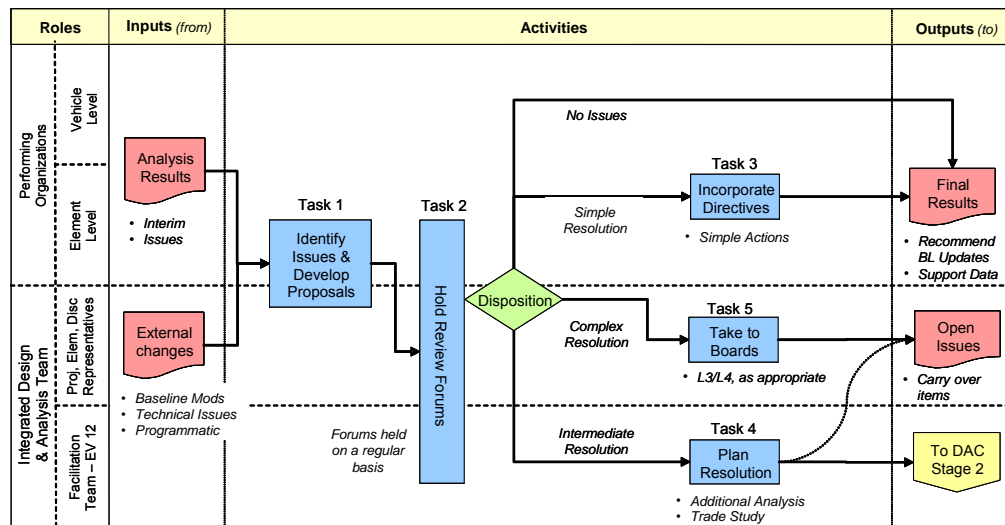 Roles
Inputs (from)
Activities
Outputs (to)
Performing
Organizations
Vehicle
Level
Element
Level
Integrated Design
& Analysis Team
Proj, Elem, Disc
Representatives
Facilitation
Team – EV 12
Analysis
Results
• Interim
• Issues
External
changes
• Baseline Mods
• Technical Issues
• Programmatic
Task 1
Identify
Issues &
Develop
Proposals
Task 2
Hold Review Forums
Forums held
on a regular
basis
Disposition
No Issues
Simple
Resolution
Task 3
Incorporate
Directives
• Simple Actions
Complex
Resolution
Task 5
Take to
Boards
• L3/L4, as appropriate
Intermediate
Resolution
Task 4
Plan
Resolution
• Additional Analysis
• Trade Study
Final
Results
• Recommend
BL Updates
• Support Data
Open
Issues
• Carry over
items
To DAC
Stage 2